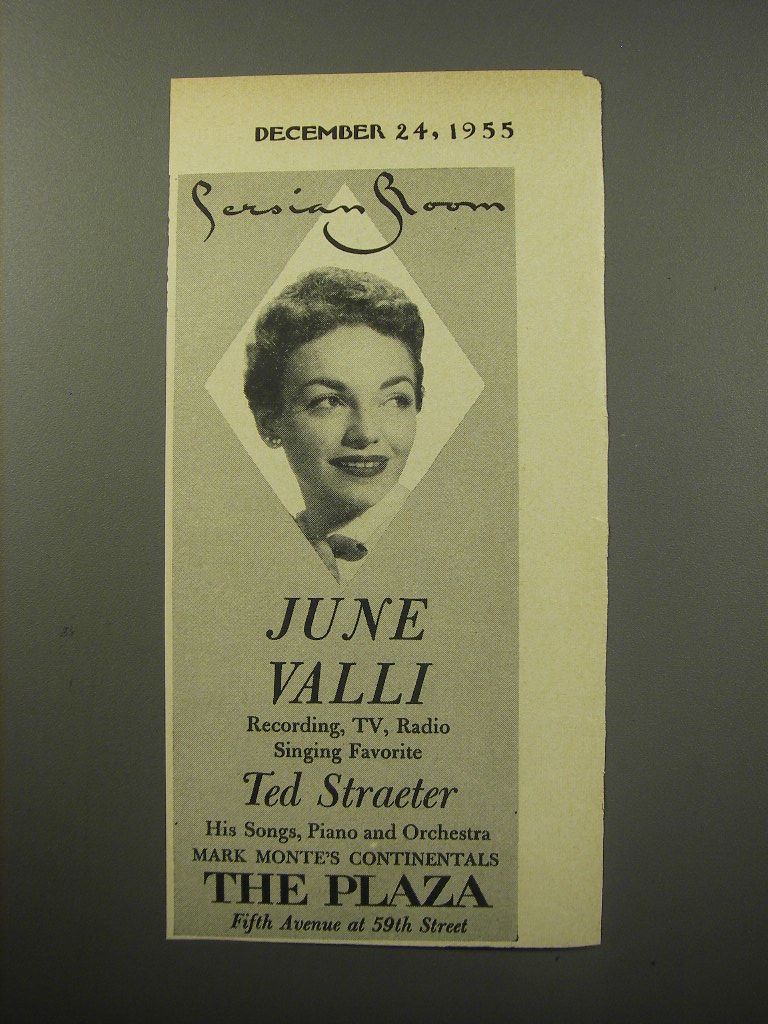 DECEMBER 24, 1955
Persian Room
JUNE
VALLI
Recording, TV, Radio
Singing Favorite
Ted Straeter
His Songs, Piano and Orchestra
MARK MONTE'S CONTINENTALS
THE PLAZA
Fifth Avenue at 59th Street